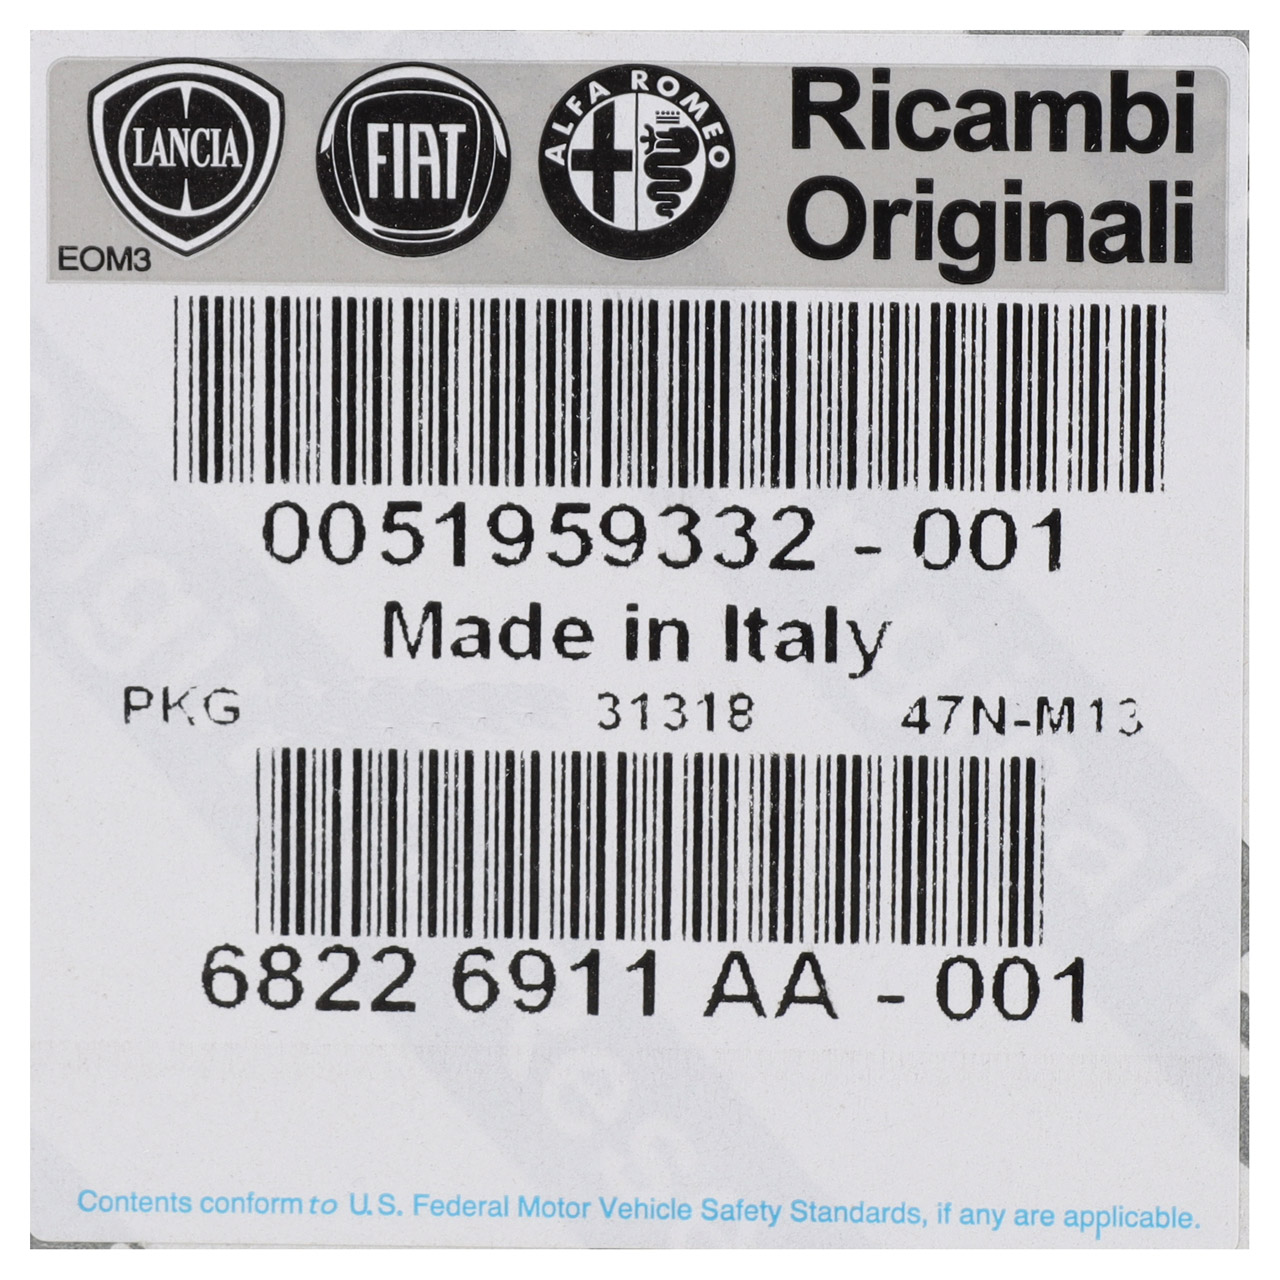 LANCIA FIAT ALFA ROMEO Ricambi
Originali
EOM3
0051959332 - 001
Made in Italy
PKG 31318 47N-M13
6822 6911 AA - 001
Contents conform to U.S. Federal Motor Vehicle Safety Standards, if any are applicable.